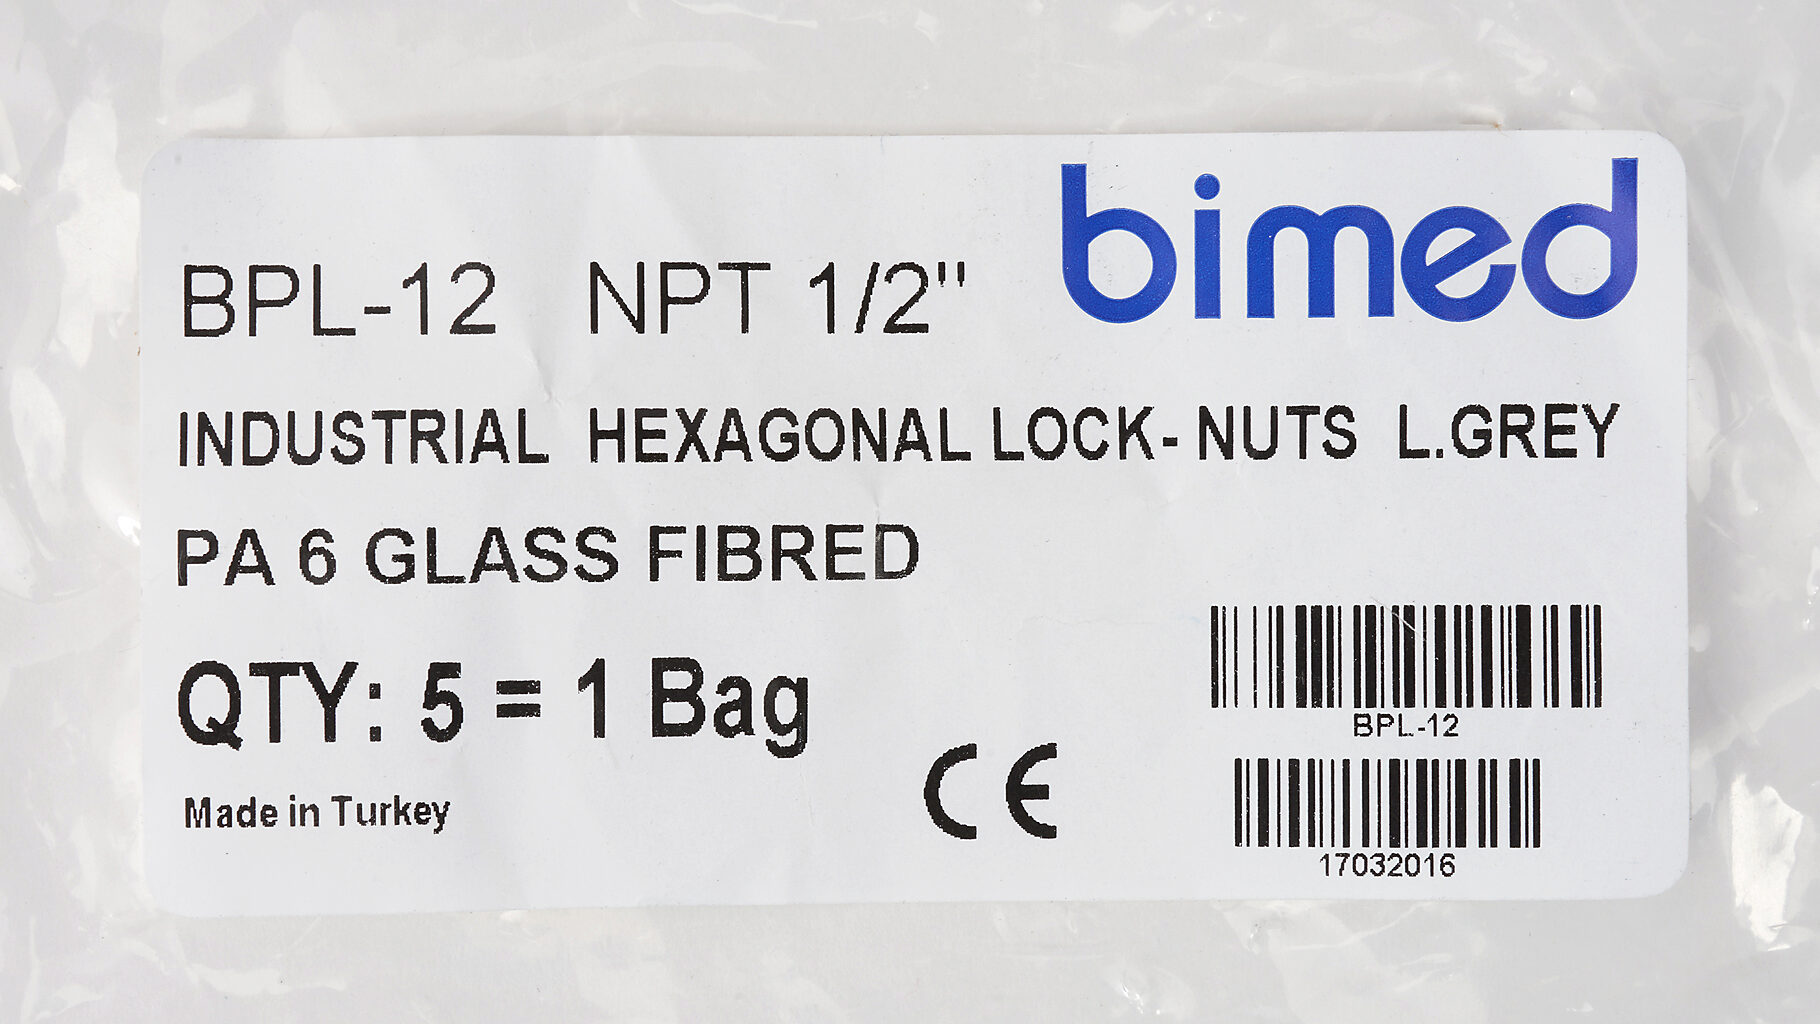 bimed
BPL-12 NPT 1/2"
INDUSTRIAL HEXAGONAL LOCK- NUTS L.GREY
PA 6 GLASS FIBRED
QTY: 5 = 1 Bag
Made in Turkey
CE
BPL-12
17032016